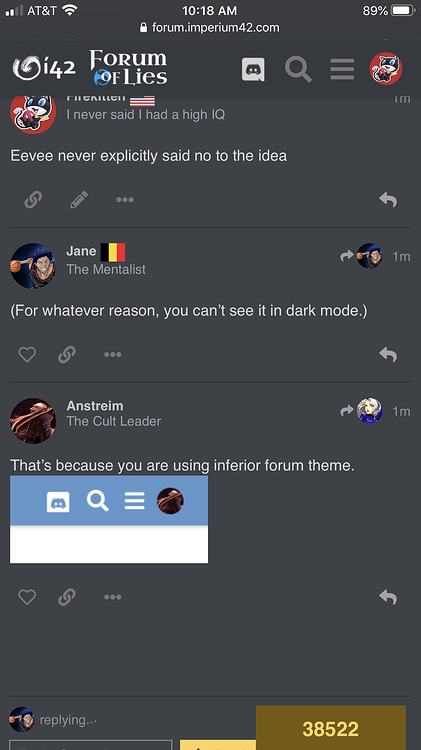 AT&T
10:18 AM
89%
forum.imperium42.com
i42
FORUM
OF LIES
Firekitten
1m
I never said I had a high IQ
Eevee never explicitly said no to the idea
Jane
1m
The Mentalist
(For whatever reason, you can’t see it in dark mode.)
Anstreim
1m
The Cult Leader
That’s because you are using inferior forum theme.
replying...
38522